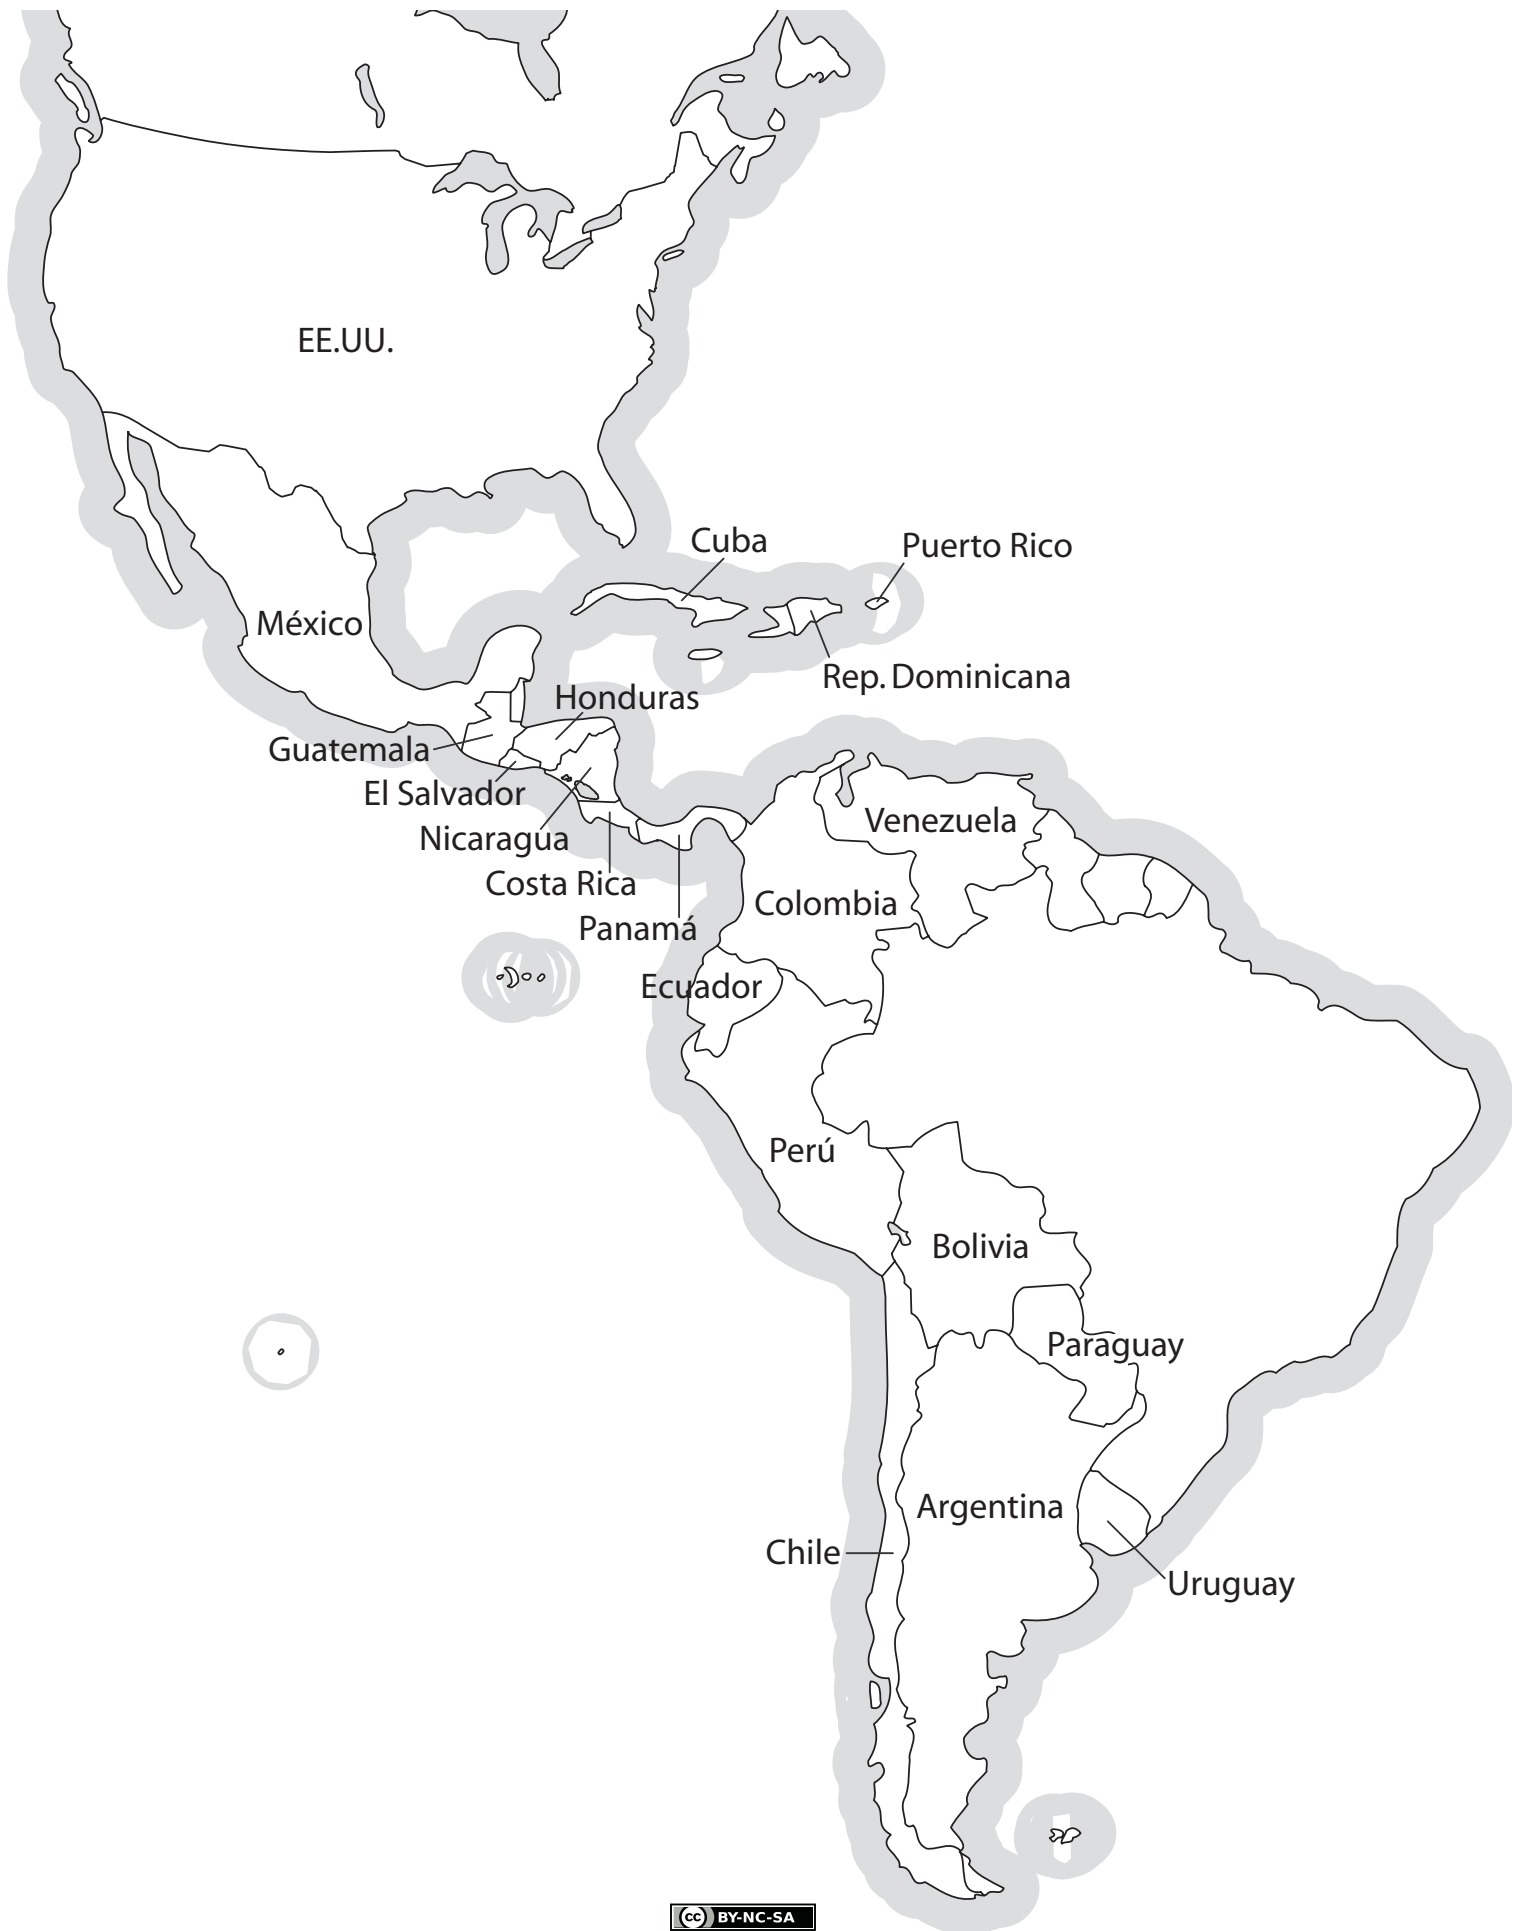 EE.UU.
Cuba
Puerto Rico
México
Rep. Dominicana
Honduras
Guatemala
El Salvador
Venezuela
Nicaragua
Costa Rica
Colombia
Panamá
Ecuador
Perú
Bolivia
Paraguay
Argentina
Chile
Uruguay
cc BY-NC-SA